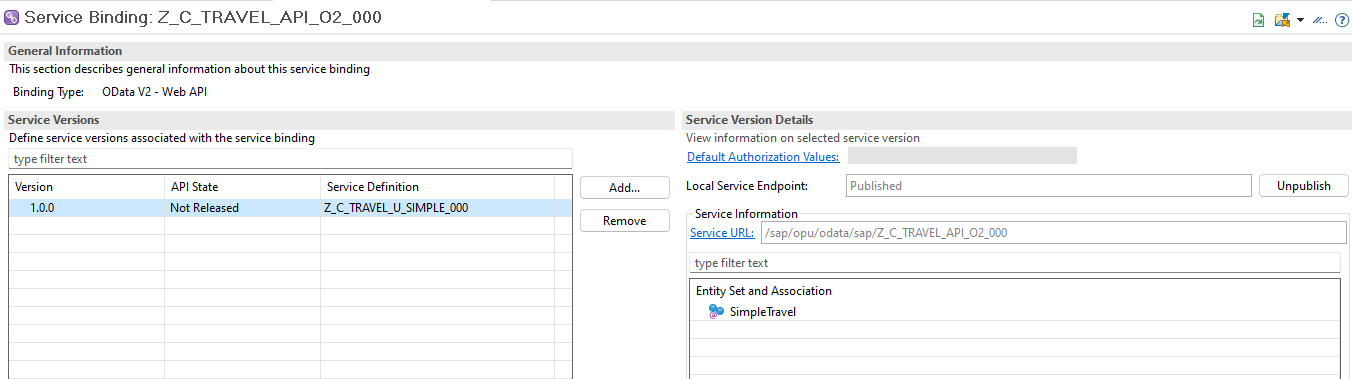 Service Binding: Z_C_TRAVEL_API_O2_000
General Information
This section describes general information about this service binding
Binding Type: OData V2 - Web API
Service Versions
Define service versions associated with the service binding
type filter text
Version API State Service Definition
1.0.0 Not Released Z_C_TRAVEL_U_SIMPLE_000
Add...
Remove
Service Version Details
View information on selected service version
Default Authorization Values:
Local Service Endpoint: Published Unpublish
Service Information
Service URL: /sap/opu/odata/sap/Z_C_TRAVEL_API_O2_000
type filter text
Entity Set and Association
SimpleTravel